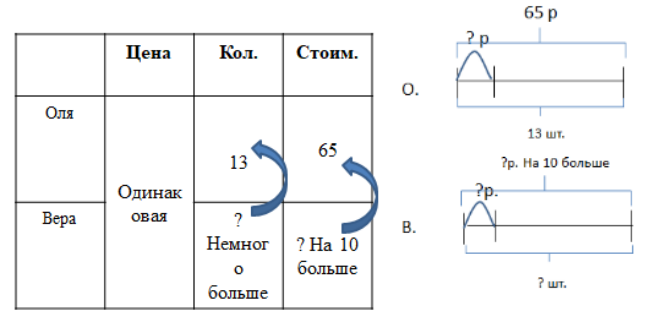 Цена Кол. Стоим.
Оля
13
65
Одинак
овая
Вера
?
Немног
о
больше
? На 10
больше
65 р
? р
О.
13 шт.
?р. На 10 больше
?р.
В.
? шт.